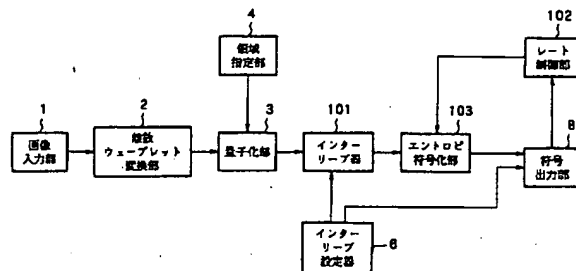 4
領域
指定部
102
レート
制御部
1
画像
入力部
2
離散
ウェーブレット
変換部
3
量子化部
101
インター
リーブ器
103
エントロピ
符号化部
8
符号
出力部
インター
リーブ
設定器
6